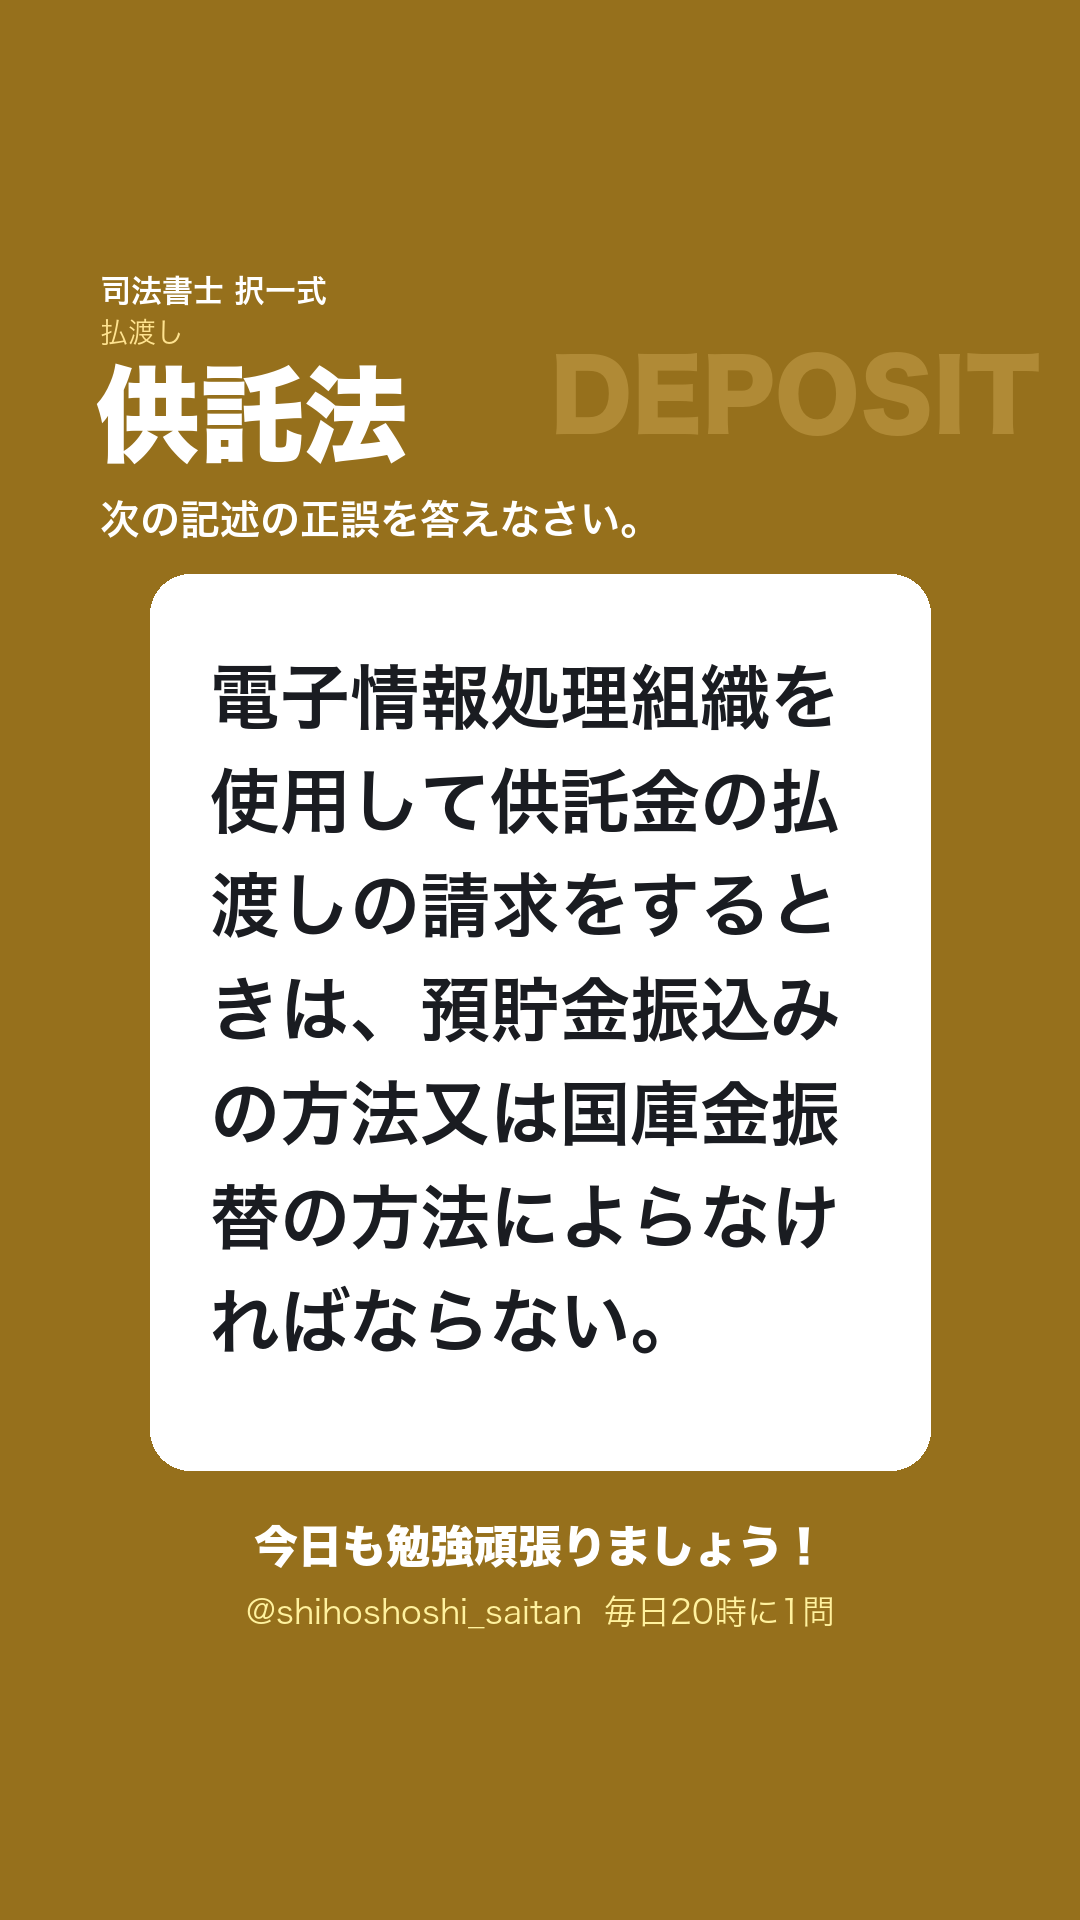 司法書士 択一式
払渡し
供託法
DEPOSIT
次の記述の正誤を答えなさい。
電子情報処理組織を
使用して供託金の払
渡しの請求をすると
きは、預貯金振込み
の方法又は国庫金振
替の方法によらなけ
ればならない。
今日も勉強頑張りましょう！
@shihoshoshi_saitan 毎日20時に1問